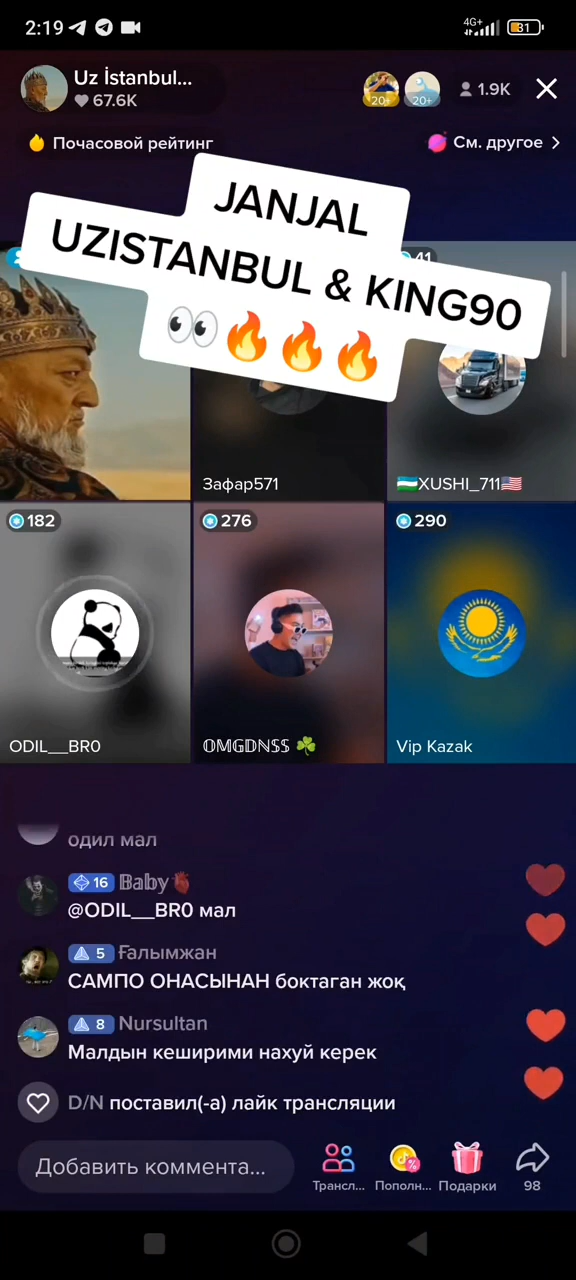 2:19
4G+
31
Uz İstanbul...
67.6K
20+
20+
1.9K
Почасовой рейтинг
См. другое
JANJAL
UZISTANBUL & KING90
41
Зафар571
XUSHI_711
182
276
290
ODIL__BR0
𝕆𝕄𝔾𝔻ℕ$$ ☘️
Vip Kazak
одил мал
16 𝔹𝕒𝕓𝕪🫀
@ODIL__BR0 мал
5 Ғалымжан
САМПО ОНАСЫНАН боктаган жоқ
8 Nursultan
Малдын кеширими нахуй керек
D/N поставил(-а) лайк трансляции
Добавить коммента...
Трансл...
Пополн...
Подарки
98